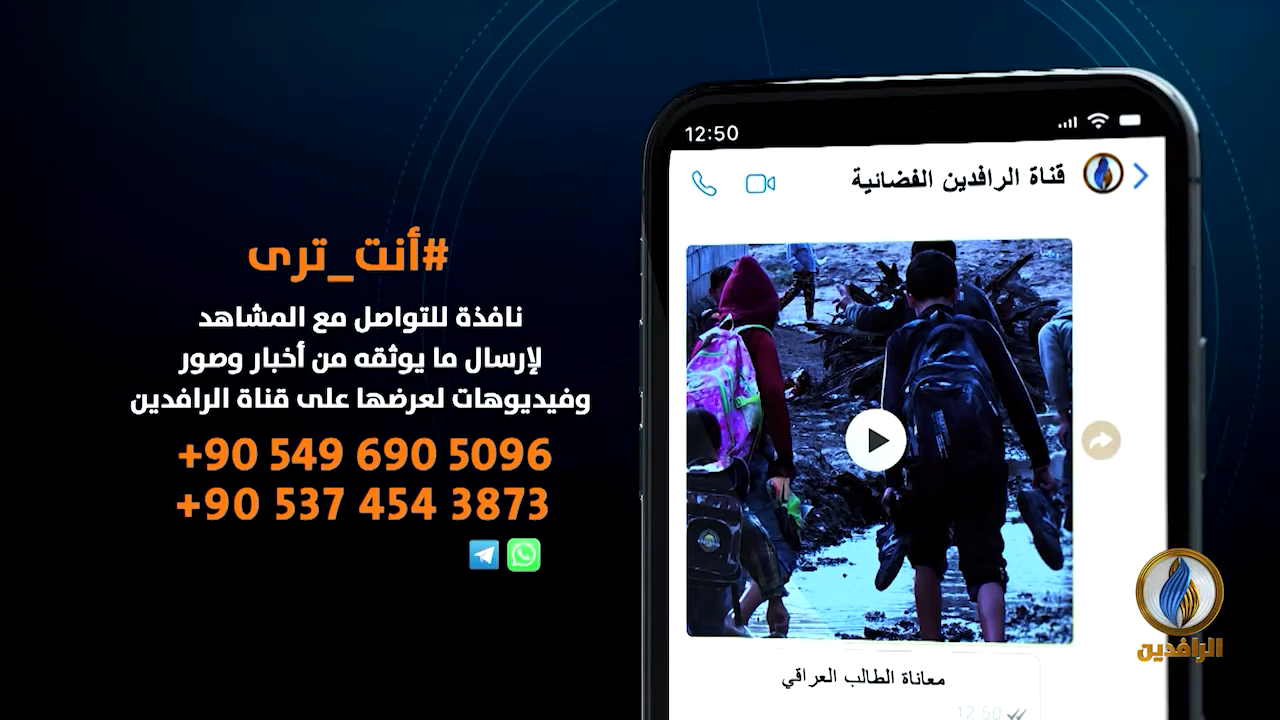 #أنت_ترى
نافذة للتواصل مع المشاهد
لإرسال ما يوثقه من أخبار وصور
وفيديوهات لعرضها على قناة الرافدين
+90 549 690 5096
+90 537 454 3873
12:50
قناة الرافدين الفضائية
معاناة الطالب العراقي
12:50
الرافدين